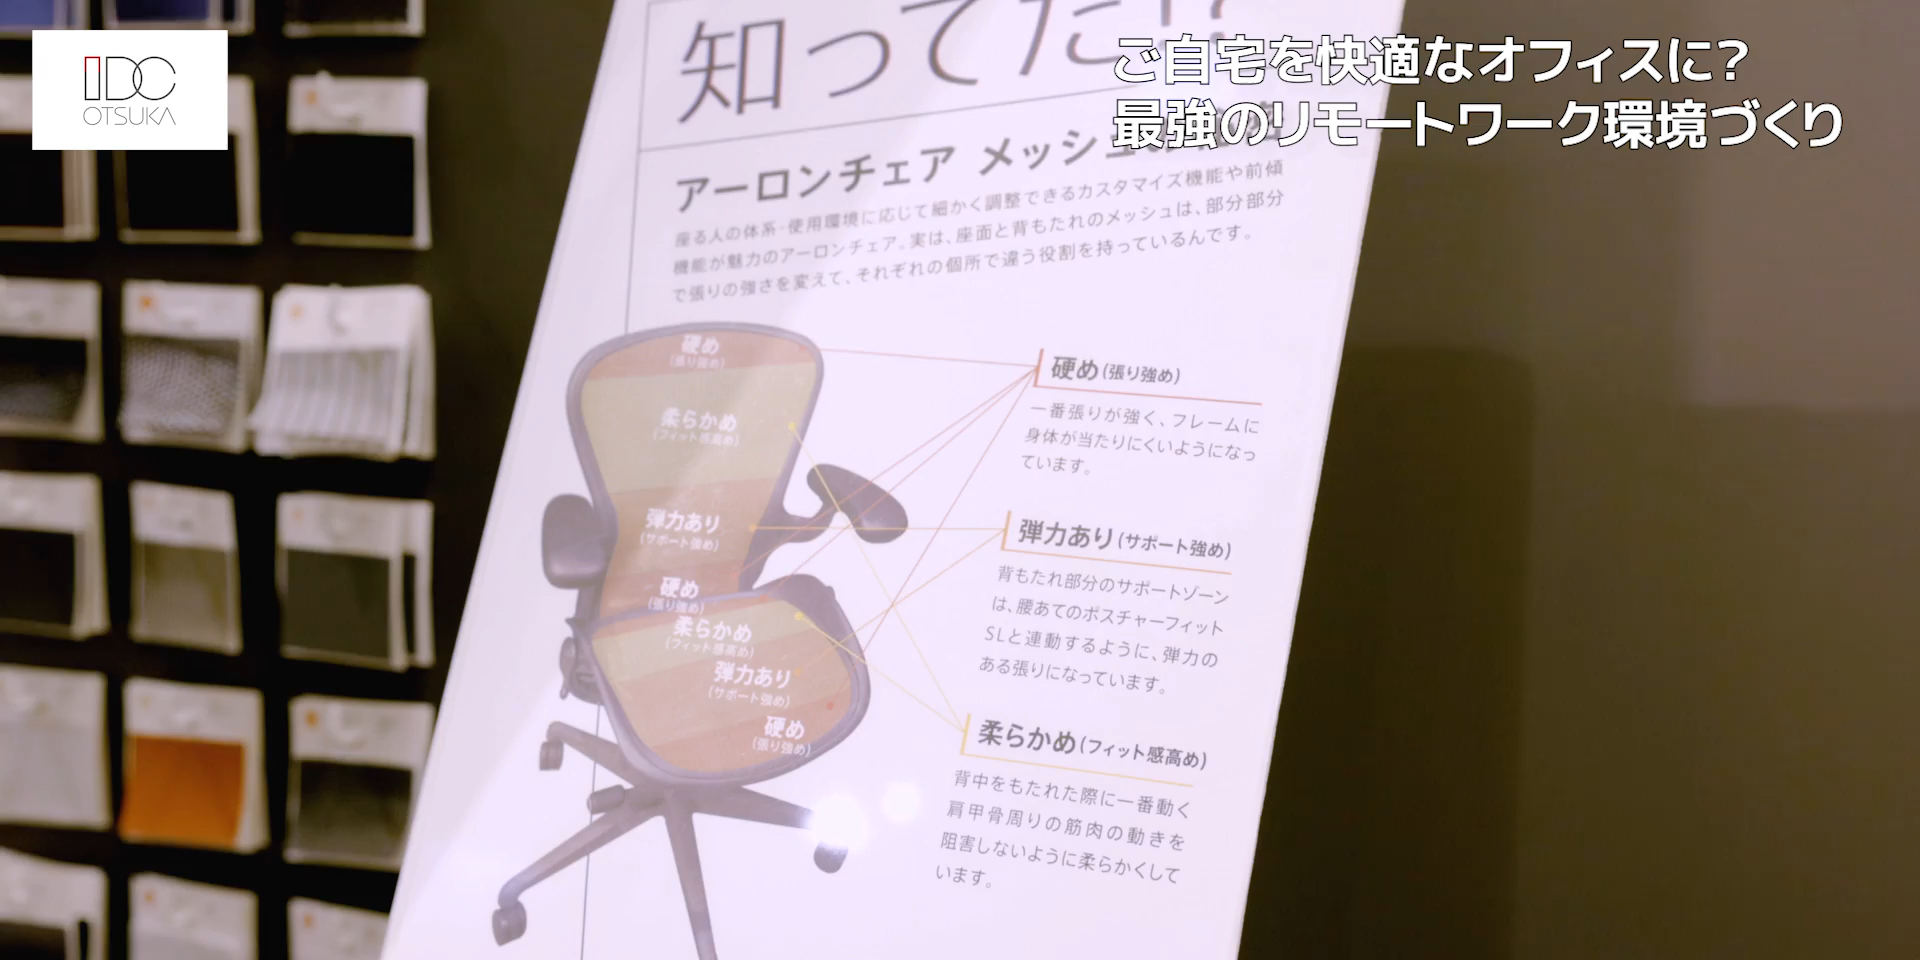 IDC
OTSUKA
ご自宅を快適なオフィスに?
最強のリモートワーク環境づくり
知ってた!?
アーロンチェア メッシュ
座る人の体系・使用環境に応じて細かく調整できるカスタマイズ機能や前傾
機能が魅力のアーロンチェア。実は、座面と背もたれのメッシュは、部分部分
で張りの強さを変えて、それぞれの個所で違う役割を持っているんです。
硬め
(張り強め)
柔らかめ
(フィット感高め)
弾力あり
(サポート強め)
硬め
(張り強め)
柔らかめ
(フィット感高め)
弾力あり
(サポート強め)
硬め
(張り強め)
硬め(張り強め)
一番張りが強く、フレームに
身体が当たりにくいようになっ
ています。
弾力あり(サポート強め)
背もたれ部分のサポートゾーン
は、腰あてのポスチャーフィット
SLと連動するように、弾力の
ある張りになっています。
柔らかめ(フィット感高め)
背中をもたれた際に一番動く
肩甲骨周りの筋肉の動きを
阻害しないように柔らかくして
います。